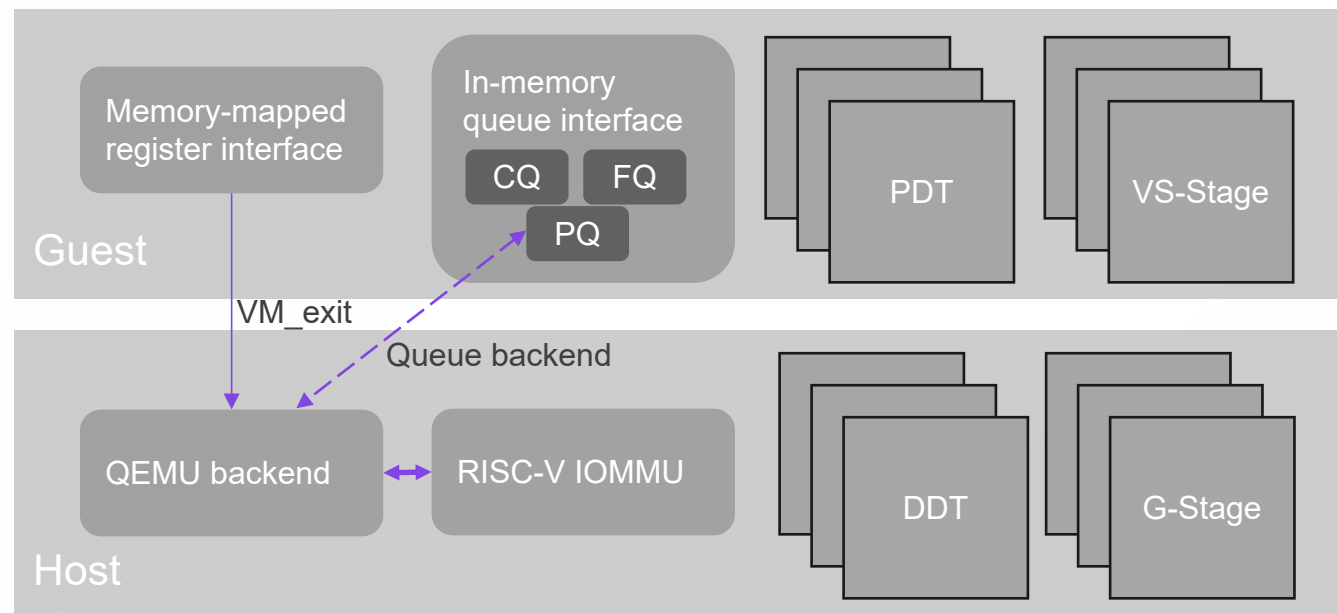 Memory-mapped
register interface
In-memory
queue interface
CQ
FQ
PQ
PDT
VS-Stage
Guest
VM_exit
Queue backend
QEMU backend
RISC-V IOMMU
DDT
G-Stage
Host